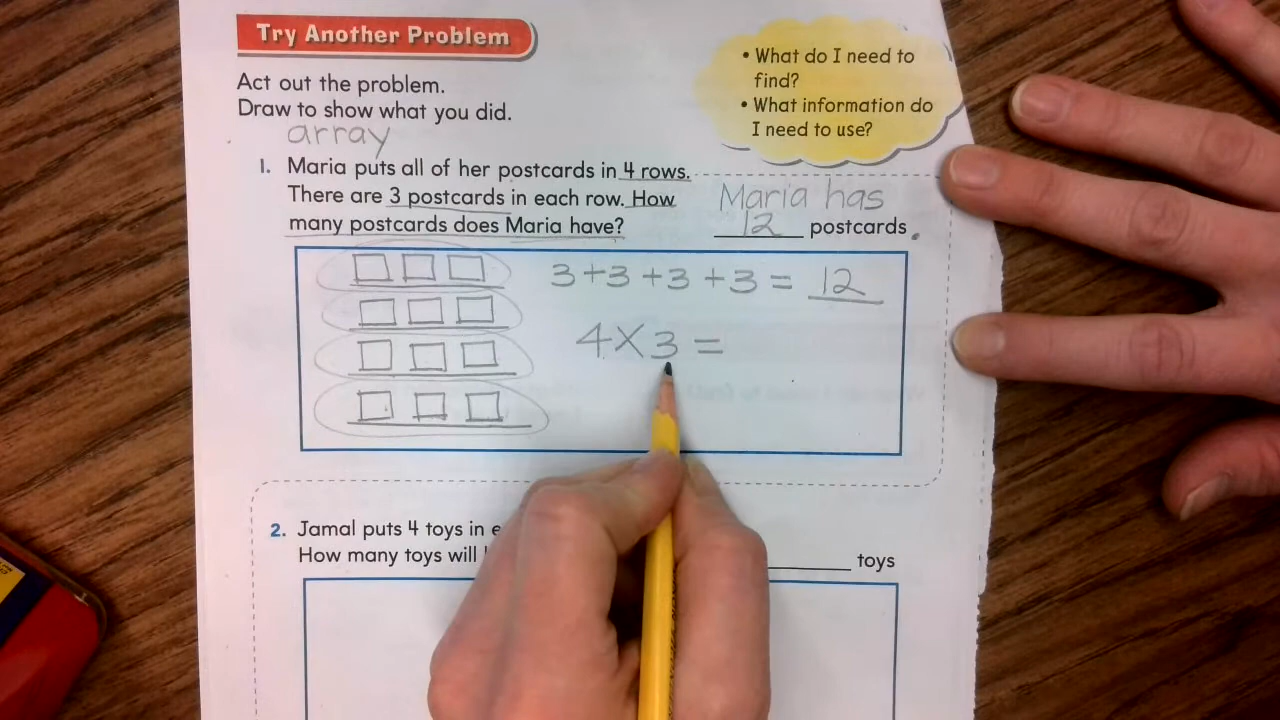 Try Another Problem
• What do I need to
find?
• What information do
I need to use?
Act out the problem.
Draw to show what you did.
array
1. Maria puts all of her postcards in 4 rows.
There are 3 postcards in each row. How
many postcards does Maria have?
Maria has
12 postcards.
3+3+3+3= 12
4X3=
2. Jamal puts 4 toys in
How many toys will
toys